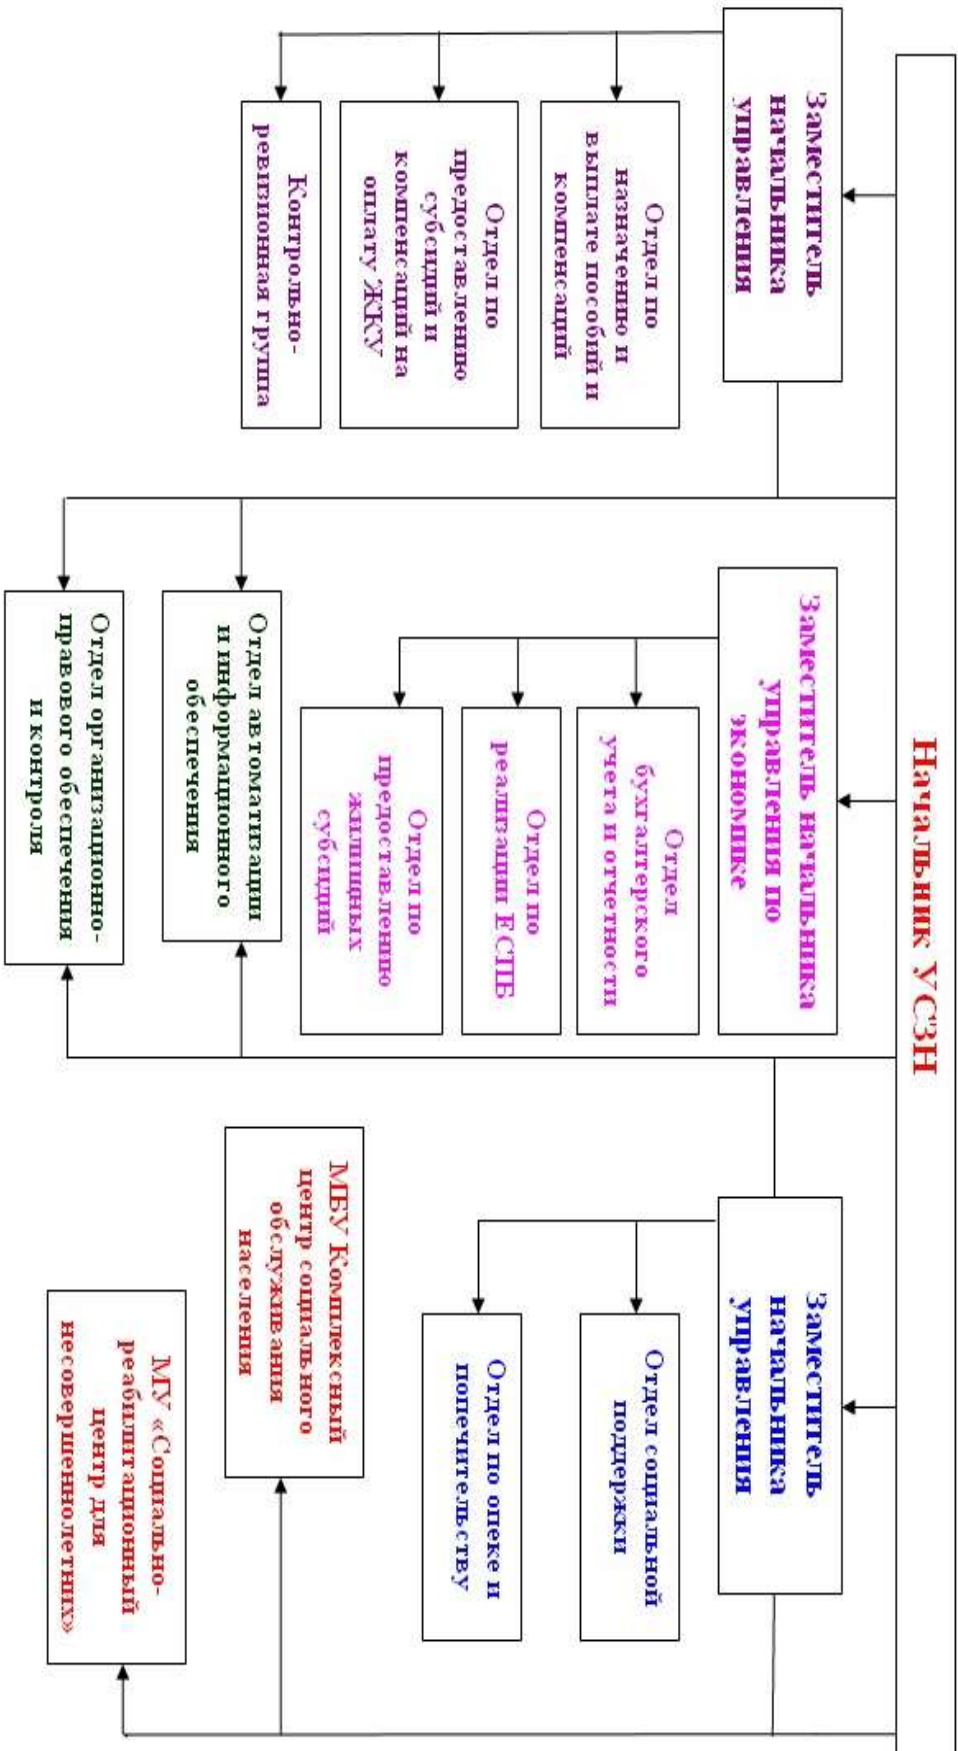 Начальник УСЗН
Заместитель
начальника
управления
Отдел по
назначению и
выплате пособий и
компенсаций
Отдел по
предоставлению
субсидий и
компенсаций на
оплату ЖКУ
Контрольно-
ревизионная группа
Заместитель начальника
управления по
экономике
Отдел
бухгалтерского
учета и отчетности
Отдел по
реализации ЕСПБ
Отдел по
предоставлению
жилищных
субсидий
Отдел автоматизации
и информационного
обеспечения
Отдел организационно-
правового обеспечения
и контроля
Заместитель
начальника
управления
Отдел социальной
поддержки
Отдел по опеке и
попечительству
МБУ Комплексный
центр социального
обслуживания
населения
МУ «Социально-
реабилитационный
центр для
несовершеннолетних»